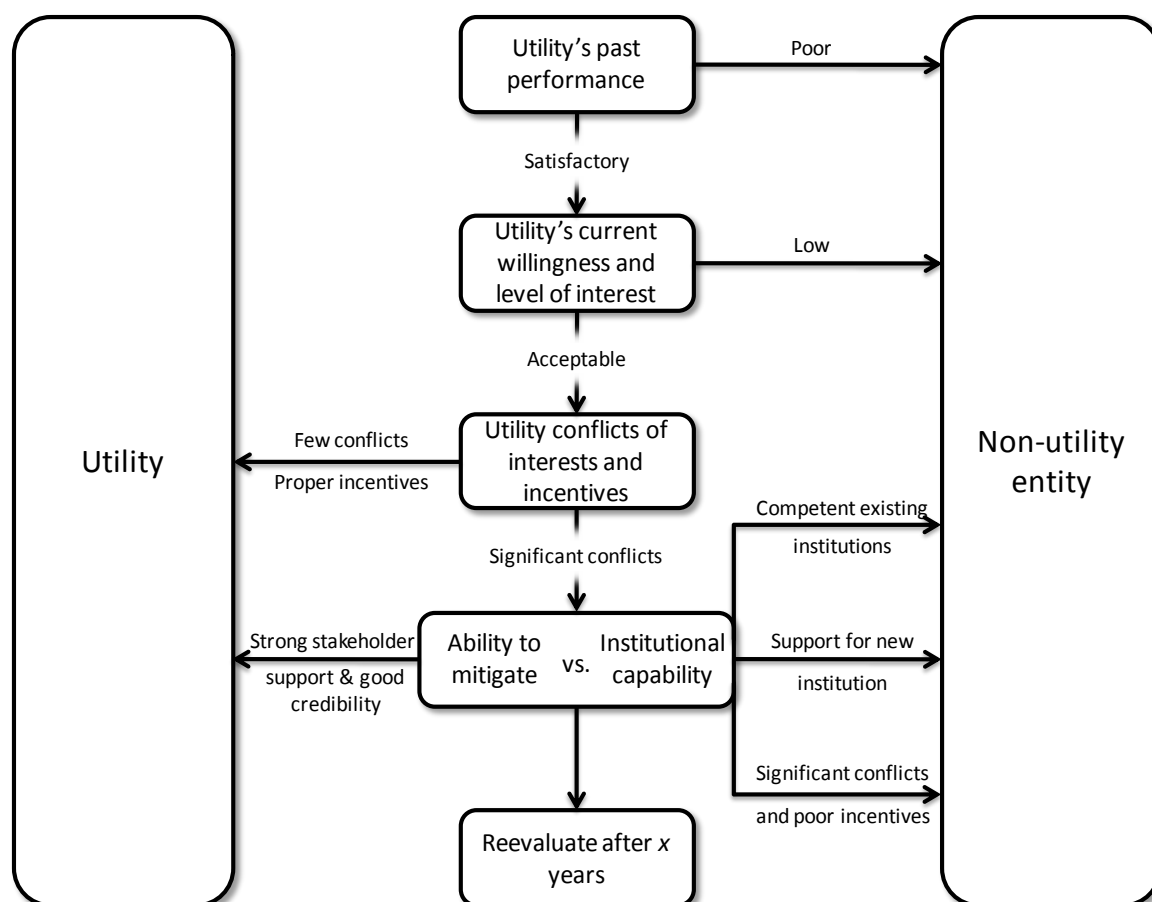 Utility's past
performance
Poor
Satisfactory
Utility's current
willingness and
level of interest
Low
Acceptable
Utility
Few conflicts
Proper incentives
Utility conflicts of
interests and
incentives
Non-utility
entity
Competent existing
institutions
Significant conflicts
Strong stakeholder
support & good
credibility
Ability to
mitigate
vs.
Institutional
capability
Support for new
institution
Significant conflicts
and poor incentives
Reevaluate after x
years